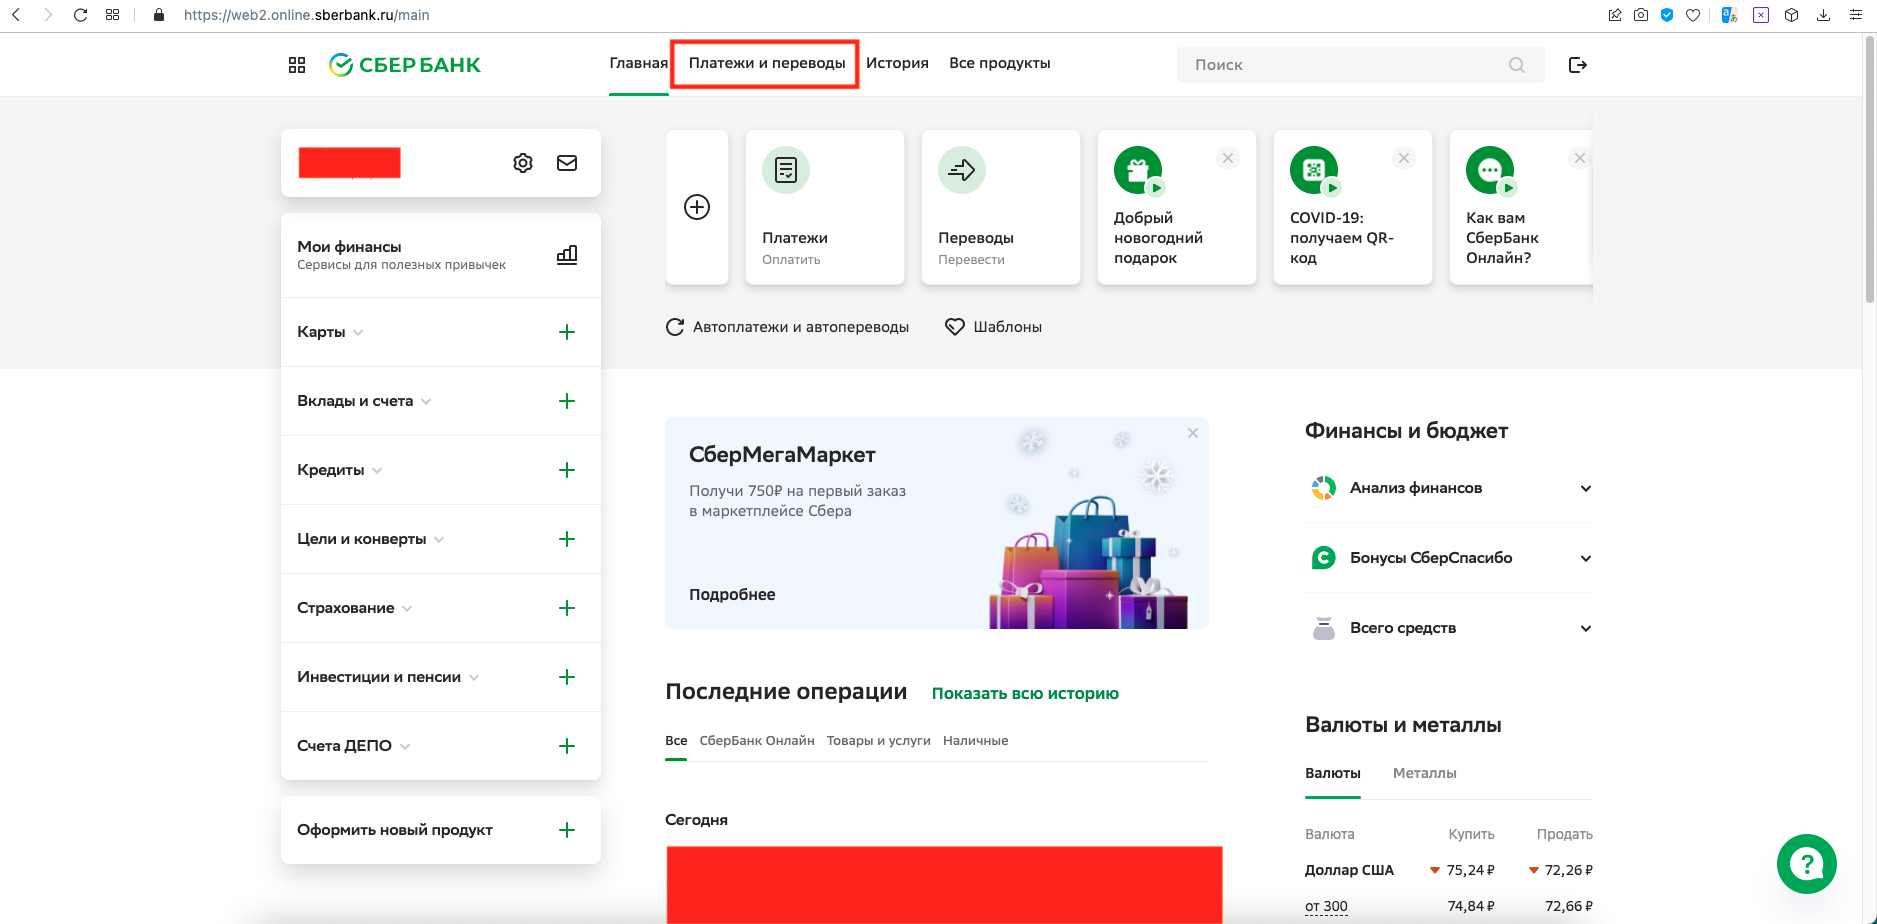 https://web2.online.sberbank.ru/main
СБЕР БАНК
Главная
Платежи и переводы
История
Все продукты
Поиск
Мои финансы
Сервисы для полезных привычек
Карты
Вклады и счета
Кредиты
Цели и конверты
Страхование
Инвестиции и пенсии
Счета ДЕПО
Оформить новый продукт
Платежи
Оплатить
Переводы
Перевести
Добрый
новогодний
подарок
COVID-19:
получаем QR-
код
Как вам
СберБанк
Онлайн?
Автоплатежи и автопереводы
Шаблоны
СберМегаМаркет
Получи 750₽ на первый заказ
в маркетплейсе Сбера
Подробнее
Последние операции
Показать всю историю
Все
СберБанк Онлайн
Товары и услуги
Наличные
Сегодня
Финансы и бюджет
Анализ финансов
Бонусы СберСпасибо
Всего средств
Валюты и металлы
Валюты
Металлы
Валюта Купить Продать
Доллар США 75,24 ₽ 72,26 ₽
от 300 74,84 ₽ 72,66 ₽